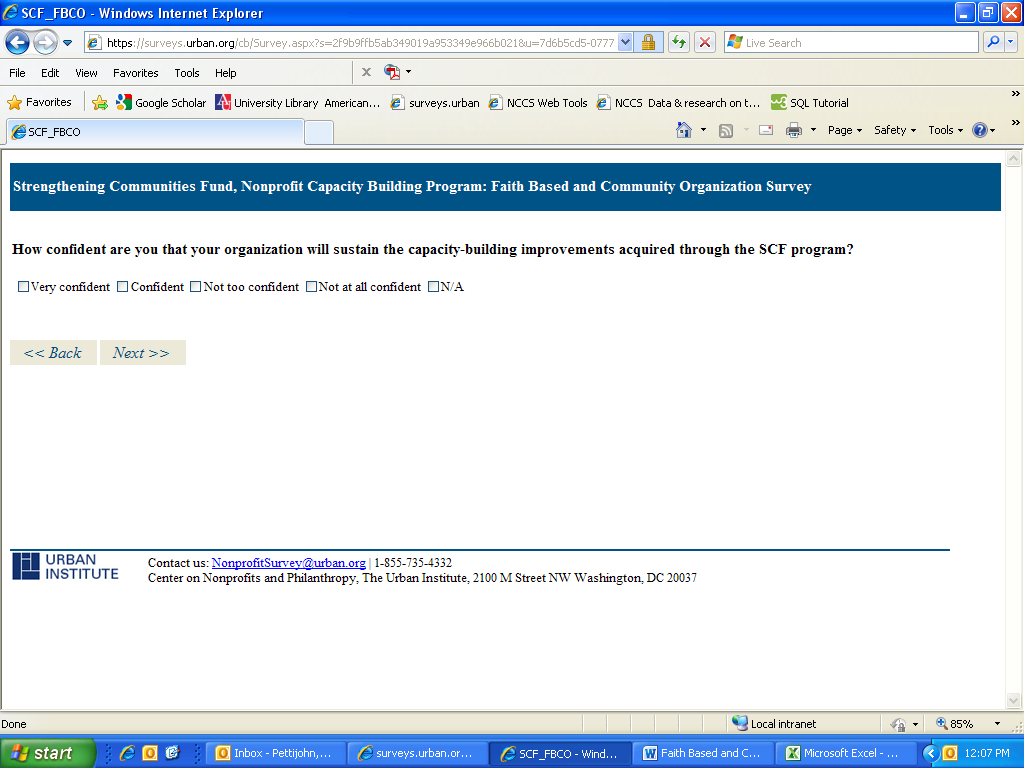 SCF_FBCO - Windows Internet Explorer
https://surveys.urban.org/cb/Survey.aspx?s=2f9b9ffb5ab349019a953349e966b021&u=7d6b5cd5-0777
Live Search
File Edit View Favorites Tools Help
x
Favorites Google Scholar University Library American... surveys.urban NCCS Web Tools NCCS Data & research on t... SQL Tutorial »
SCF_FBCO Page Safety Tools »
Strengthening Communities Fund, Nonprofit Capacity Building Program: Faith Based and Community Organization Survey
How confident are you that your organization will sustain the capacity-building improvements acquired through the SCF program?
Very confident Confident Not too confident Not at all confident N/A
<< Back Next >>
URBAN INSTITUTE
Contact us: NonprofitSurvey@urban.org | 1-855-735-4332
Center on Nonprofits and Philanthropy, The Urban Institute, 2100 M Street NW Washington, DC 20037
Done Local intranet 85%
start Inbox - Pettijohn,... surveys.urban.or... SCF_FBCO - Wind... Faith Based and C... Microsoft Excel - ... 12:07 PM